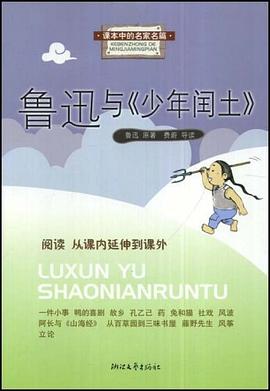 课本中的名家名篇
KEBENZHONG DE
MINGJIAMINGPIAN
鲁迅与《少年闰土》
鲁迅 原著 费蔚 导读
阅读 从课内延伸到课外
LUXUN YU
SHAONIANRUNTU
一件小事 鸭的喜剧 故乡 孔乙己 药 兔和猫 社戏 风波
阿长与《山海经》 从百草园到三味书屋 藤野先生 风筝
立论
浙江文艺出版社